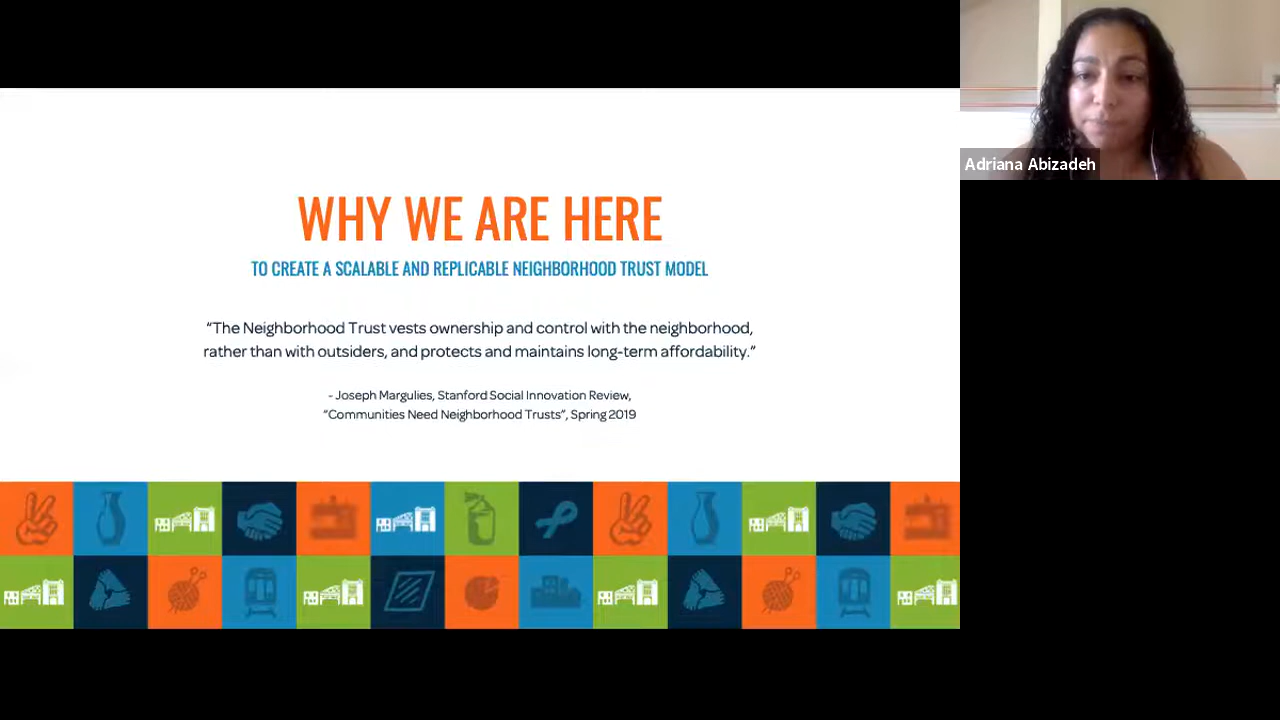 WHY WE ARE HERE
TO CREATE A SCALABLE AND REPLICABLE NEIGHBORHOOD TRUST MODEL
“The Neighborhood Trust vests ownership and control with the neighborhood,
rather than with outsiders, and protects and maintains long-term affordability.”
- Joseph Margulies, Stanford Social Innovation Review,
“Communities Need Neighborhood Trusts”, Spring 2019
Adriana Abizadeh